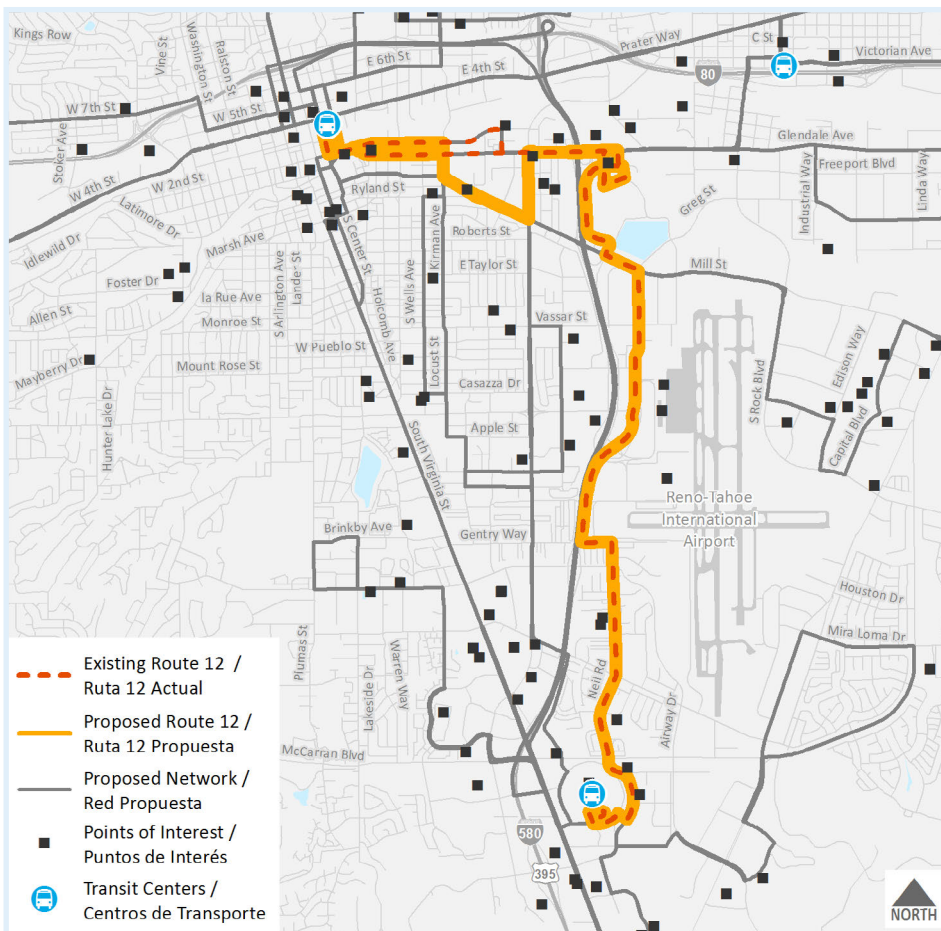 Kings Row
Vine St
Washington St
Ralston St
E 6th St
E 4th St
Prater Way
C St
Victorian Ave
80
W 7th St
W 5th St
Stoker Ave
W 4th St
W 2nd St
Glendale Ave
Freeport Blvd
Industrial Way
Linda Way
Ryland St
Greg St
Latimore Dr
Idlewild Dr
Marsh Ave
S Center St
Kirman Ave
Roberts St
Foster Dr
S Arlington Ave
Lander St
E Taylor St
Mill St
la Rue Ave
Holcomb Ave
S Wells Ave
Allen St
Monroe St
Vassar St
W Pueblo St
Locust St
Mayberry Dr
Mount Rose St
Casazza Dr
S Rock Blvd
Edison Way
Hunter Lake Dr
Apple St
Capital Blvd
South Virginia St
Reno-Tahoe
International
Airport
Brinkby Ave
Gentry Way
Houston Dr
Mira Loma Dr
Plumas St
Warren Way
Lakeside Dr
Neil Rd
Airway Dr
McCarran Blvd
580
395
Existing Route 12 /
Ruta 12 Actual
Proposed Route 12 /
Ruta 12 Propuesta
Proposed Network /
Red Propuesta
Points of Interest /
Puntos de Interés
Transit Centers /
Centros de Transporte
NORTH